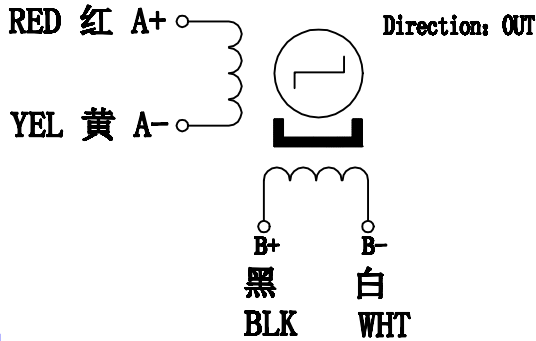 RED 红 A+
Direction: OUT
YEL 黄 A-
B+ B-
黑 白
BLK WHT